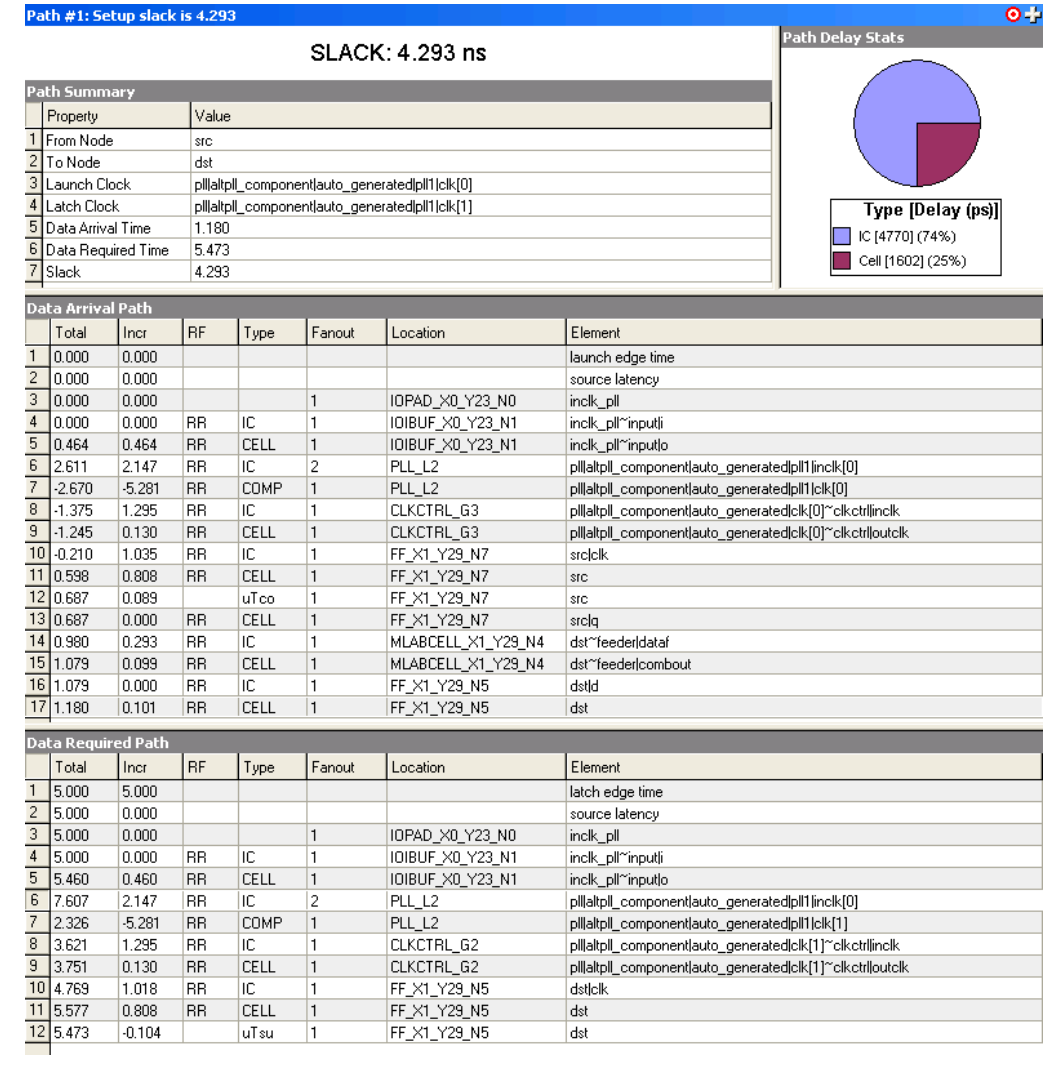 Path #1: Setup slack is 4.293
SLACK: 4.293 ns
Path Delay Stats
Type [Delay (ps)]
IC [4770] (74%)
Cell [1602] (25%)
Path Summary
Property Value
1 From Node src
2 To Node dst
3 Launch Clock pll|altpll_component|auto_generated|pll1|clk[0]
4 Latch Clock pll|altpll_component|auto_generated|pll1|clk[1]
5 Data Arrival Time 1.180
6 Data Required Time 5.473
7 Slack 4.293
Data Arrival Path
Total Incr RF Type Fanout Location Element
1 0.000 0.000 launch edge time
2 0.000 0.000 source latency
3 0.000 0.000 1 IOPAD_X0_Y23_N0 inclk_pll
4 0.000 0.000 RR IC 1 IOIBUF_X0_Y23_N1 inclk_pll~input|i
5 0.464 0.464 RR CELL 1 IOIBUF_X0_Y23_N1 inclk_pll~input|o
6 2.611 2.147 RR IC 2 PLL_L2 pll|altpll_component|auto_generated|pll1|inclk[0]
7 -2.670 -5.281 RR COMP 1 PLL_L2 pll|altpll_component|auto_generated|pll1|clk[0]
8 -1.375 1.295 RR IC 1 CLKCTRL_G3 pll|altpll_component|auto_generated|clk[0]~clkctrl|inclk
9 -1.245 0.130 RR CELL 1 CLKCTRL_G3 pll|altpll_component|auto_generated|clk[0]~clkctrl|outclk
10 -0.210 1.035 RR IC 1 FF_X1_Y29_N7 src|clk
11 0.598 0.808 RR CELL 1 FF_X1_Y29_N7 src
12 0.687 0.089 uTco 1 FF_X1_Y29_N7 src
13 0.687 0.000 RR CELL 1 FF_X1_Y29_N7 src|q
14 0.980 0.293 RR IC 1 MLABCELL_X1_Y29_N4 dst~feeder|dataf
15 1.079 0.099 RR CELL 1 MLABCELL_X1_Y29_N4 dst~feeder|combout
16 1.079 0.000 RR IC 1 FF_X1_Y29_N5 dst|d
17 1.180 0.101 RR CELL 1 FF_X1_Y29_N5 dst
Data Required Path
Total Incr RF Type Fanout Location Element
1 5.000 5.000 latch edge time
2 5.000 0.000 source latency
3 5.000 0.000 1 IOPAD_X0_Y23_N0 inclk_pll
4 5.000 0.000 RR IC 1 IOIBUF_X0_Y23_N1 inclk_pll~input|i
5 5.460 0.460 RR CELL 1 IOIBUF_X0_Y23_N1 inclk_pll~input|o
6 7.607 2.147 RR IC 2 PLL_L2 pll|altpll_component|auto_generated|pll1|inclk[0]
7 2.326 -5.281 RR COMP 1 PLL_L2 pll|altpll_component|auto_generated|pll1|clk[1]
8 3.621 1.295 RR IC 1 CLKCTRL_G2 pll|altpll_component|auto_generated|clk[1]~clkctrl|inclk
9 3.751 0.130 RR CELL 1 CLKCTRL_G2 pll|altpll_component|auto_generated|clk[1]~clkctrl|outclk
10 4.769 1.018 RR IC 1 FF_X1_Y29_N5 dst|clk
11 5.577 0.808 RR CELL 1 FF_X1_Y29_N5 dst
12 5.473 -0.104 uTsu 1 FF_X1_Y29_N5 dst